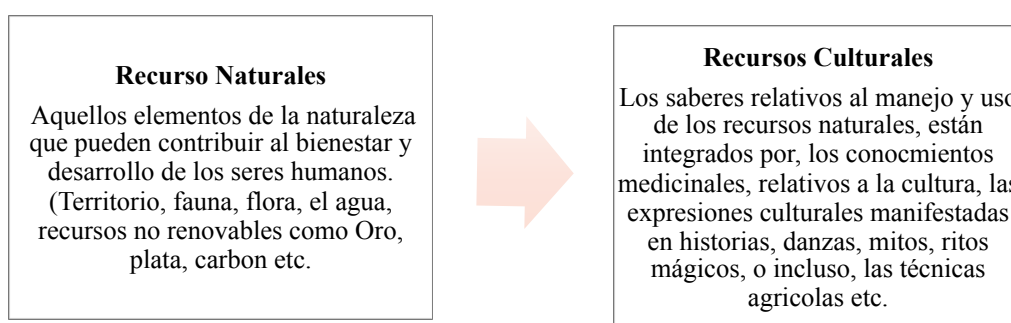 Recurso Naturales
Aquellos elementos de la naturaleza
que pueden contribuir al bienestar y
desarrollo de los seres humanos.
(Territorio, fauna, flora, el agua,
recursos no renovables como Oro,
plata, carbon etc.
Recursos Culturales
Los saberes relativos al manejo y uso
de los recursos naturales, están
integrados por, los conocmientos
medicinales, relativos a la cultura, las
expresiones culturales manifestadas
en historias, danzas, mitos, ritos
mágicos, o incluso, las técnicas
agricolas etc.